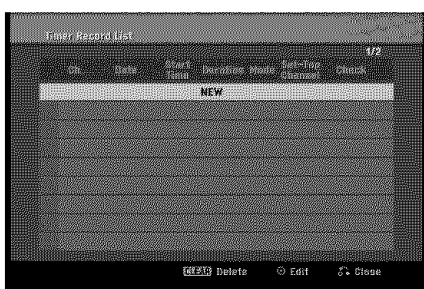 Timer Record List
1/2
Ch. Date Start Time Duration Mode Set-Top Channel Check
NEW
CLEAR Delete ⊙ Edit Close